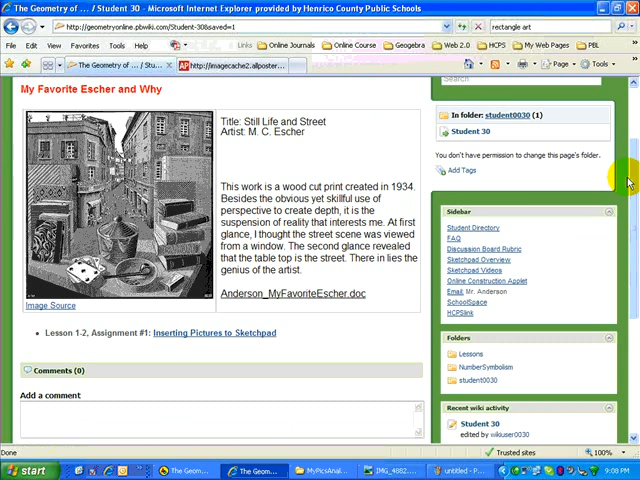 The Geometry of ... / Student 30 - Microsoft Internet Explorer provided by Henrico County Public Schools
http://geometryonline.pbwiki.com/Student-30&saved=1
rectangle art
File Edit View Favorites Tools Help
Links Online Journals Online Course Geogebra Web 2.0 HCPS My Web Pages PBL
The Geometry of ... / Stu...
http://imagecache2.allposter...
Page Tools
My Favorite Escher and Why
Title: Still Life and Street
Artist: M. C. Escher
This work is a wood cut print created in 1934.
Besides the obvious yet skillful use of
perspective to create depth, it is the
suspension of reality that interests me. At first
glance, I thought the street scene was viewed
from a window. The second glance revealed
that the table top is the street. There in lies the
genius of the artist.
Anderson_MyFavoriteEscher.doc
Image Source
Lesson 1-2, Assignment #1: Inserting Pictures to Sketchpad
Comments (0)
Add a comment
Search
In folder: student0030 (1)
Student 30
You don't have permission to change this page's folder.
Add Tags
Sidebar
Student Directory
FAQ
Discussion Board Rubric
Sketchpad Overview
Sketchpad Videos
Online Construction Applet
Email Mr. Anderson
SchoolSpace
HCPSlink
Folders
Lessons
NumberSymbolism
student0030
Recent wiki activity
Student 30
edited by wikiuser0030
Done
Trusted sites
100%
start
The Geo...
The Geom...
MyPicsAnal...
IMG_4882...
untitled - P...
9:08 PM